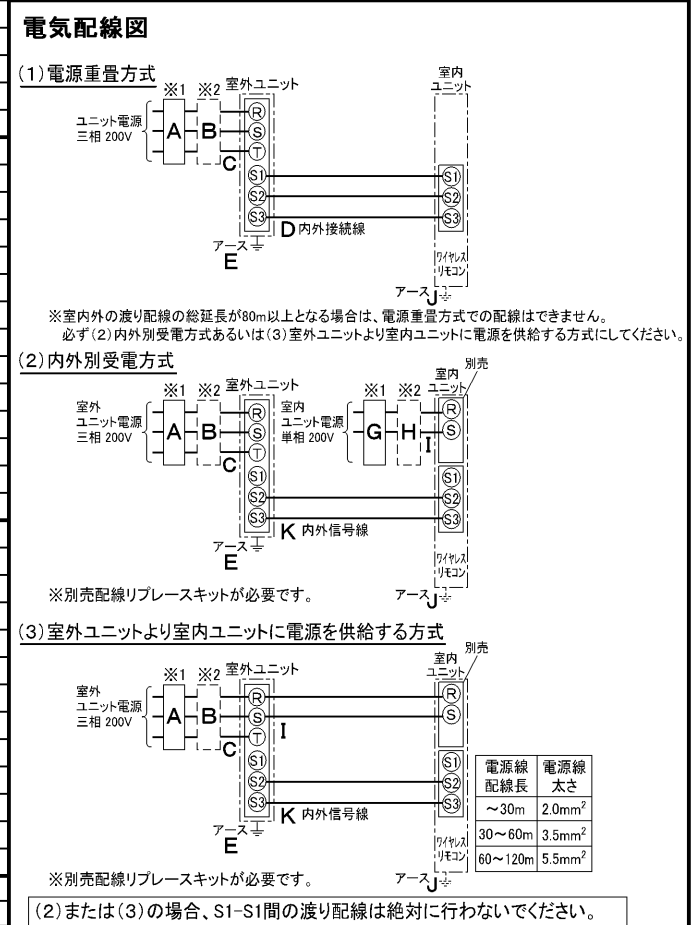 電気配線図
(1)電源重畳方式
※1 ※2 室外ユニット
室内
ユニット
ユニット電源
三相 200V
A
B
C
R
S
T
S1
S2
S3
S1
S2
S3
D 内外接続線
アース
E
ワイヤレス
リモコン
アース J
※室内外の渡り配線の総延長が80m以上となる場合は、電源重畳方式での配線はできません。
必ず(2)内外別受電方式あるいは(3)室外ユニットより室内ユニットに電源を供給する方式にしてください。
(2)内外別受電方式
※1 ※2 室外ユニット
※1 ※2
室内
ユニット
別売
室外
ユニット電源
三相 200V
A
B
C
R
S
T
S1
S2
S3
室内
ユニット電源
単相 200V
G
H
I
R
S
S1
S2
S3
K 内外信号線
アース
E
ワイヤレス
リモコン
※別売配線リプレースキットが必要です。
アース J
(3)室外ユニットより室内ユニットに電源を供給する方式
※1 ※2 室外ユニット
室内
ユニット
別売
室外
ユニット電源
三相 200V
A
B
C
R
S
T
S1
S2
S3
I
R
S
S1
S2
S3
K 内外信号線
アース
E
ワイヤレス
リモコン
電源線 電源線
配線長 太さ
～30m 2.0mm²
30～60m 3.5mm²
60～120m 5.5mm²
※別売配線リプレースキットが必要です。
アース J
(2)または(3)の場合、S1-S1間の渡り配線は絶対に行わないでください。